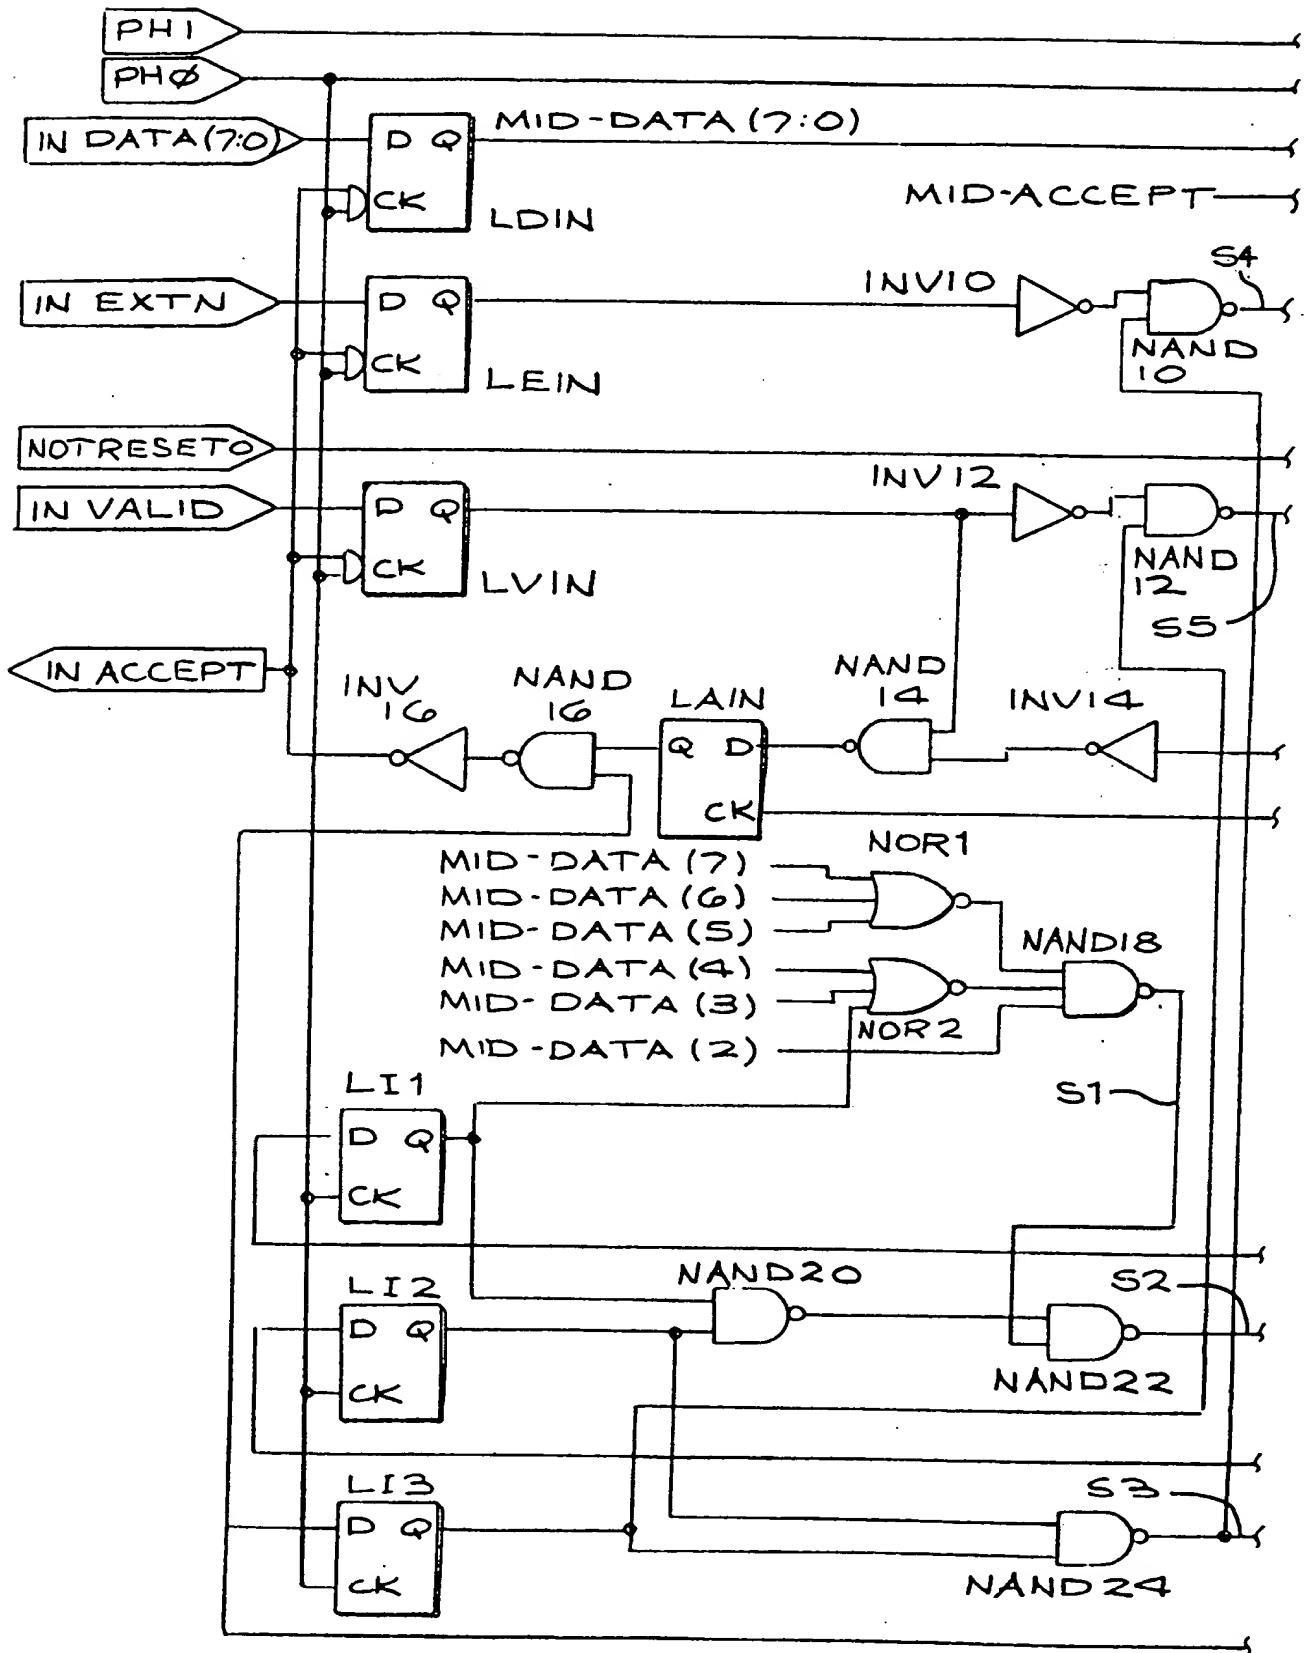 PH1
PHØ
IN DATA(7:0)
D Q
CK
MID-DATA (7:0)
LDIN
MID-ACCEPT
IN EXTN
D Q
CK
LEIN
INV10
S4
NAND
10
NOTRESET0
IN VALID
D Q
CK
LVIN
INV12
NAND
12
S5
IN ACCEPT
INV
16
NAND
16
LAIN
Q D
CK
NAND
14
INV14
MID-DATA (7)
MID-DATA (6)
MID-DATA (5)
MID-DATA (4)
MID-DATA (3)
MID-DATA (2)
NOR1
NOR2
NAND18
S1
LI1
D Q
CK
LI2
D Q
CK
NAND20
S2
NAND22
LI3
D Q
CK
S3
NAND24